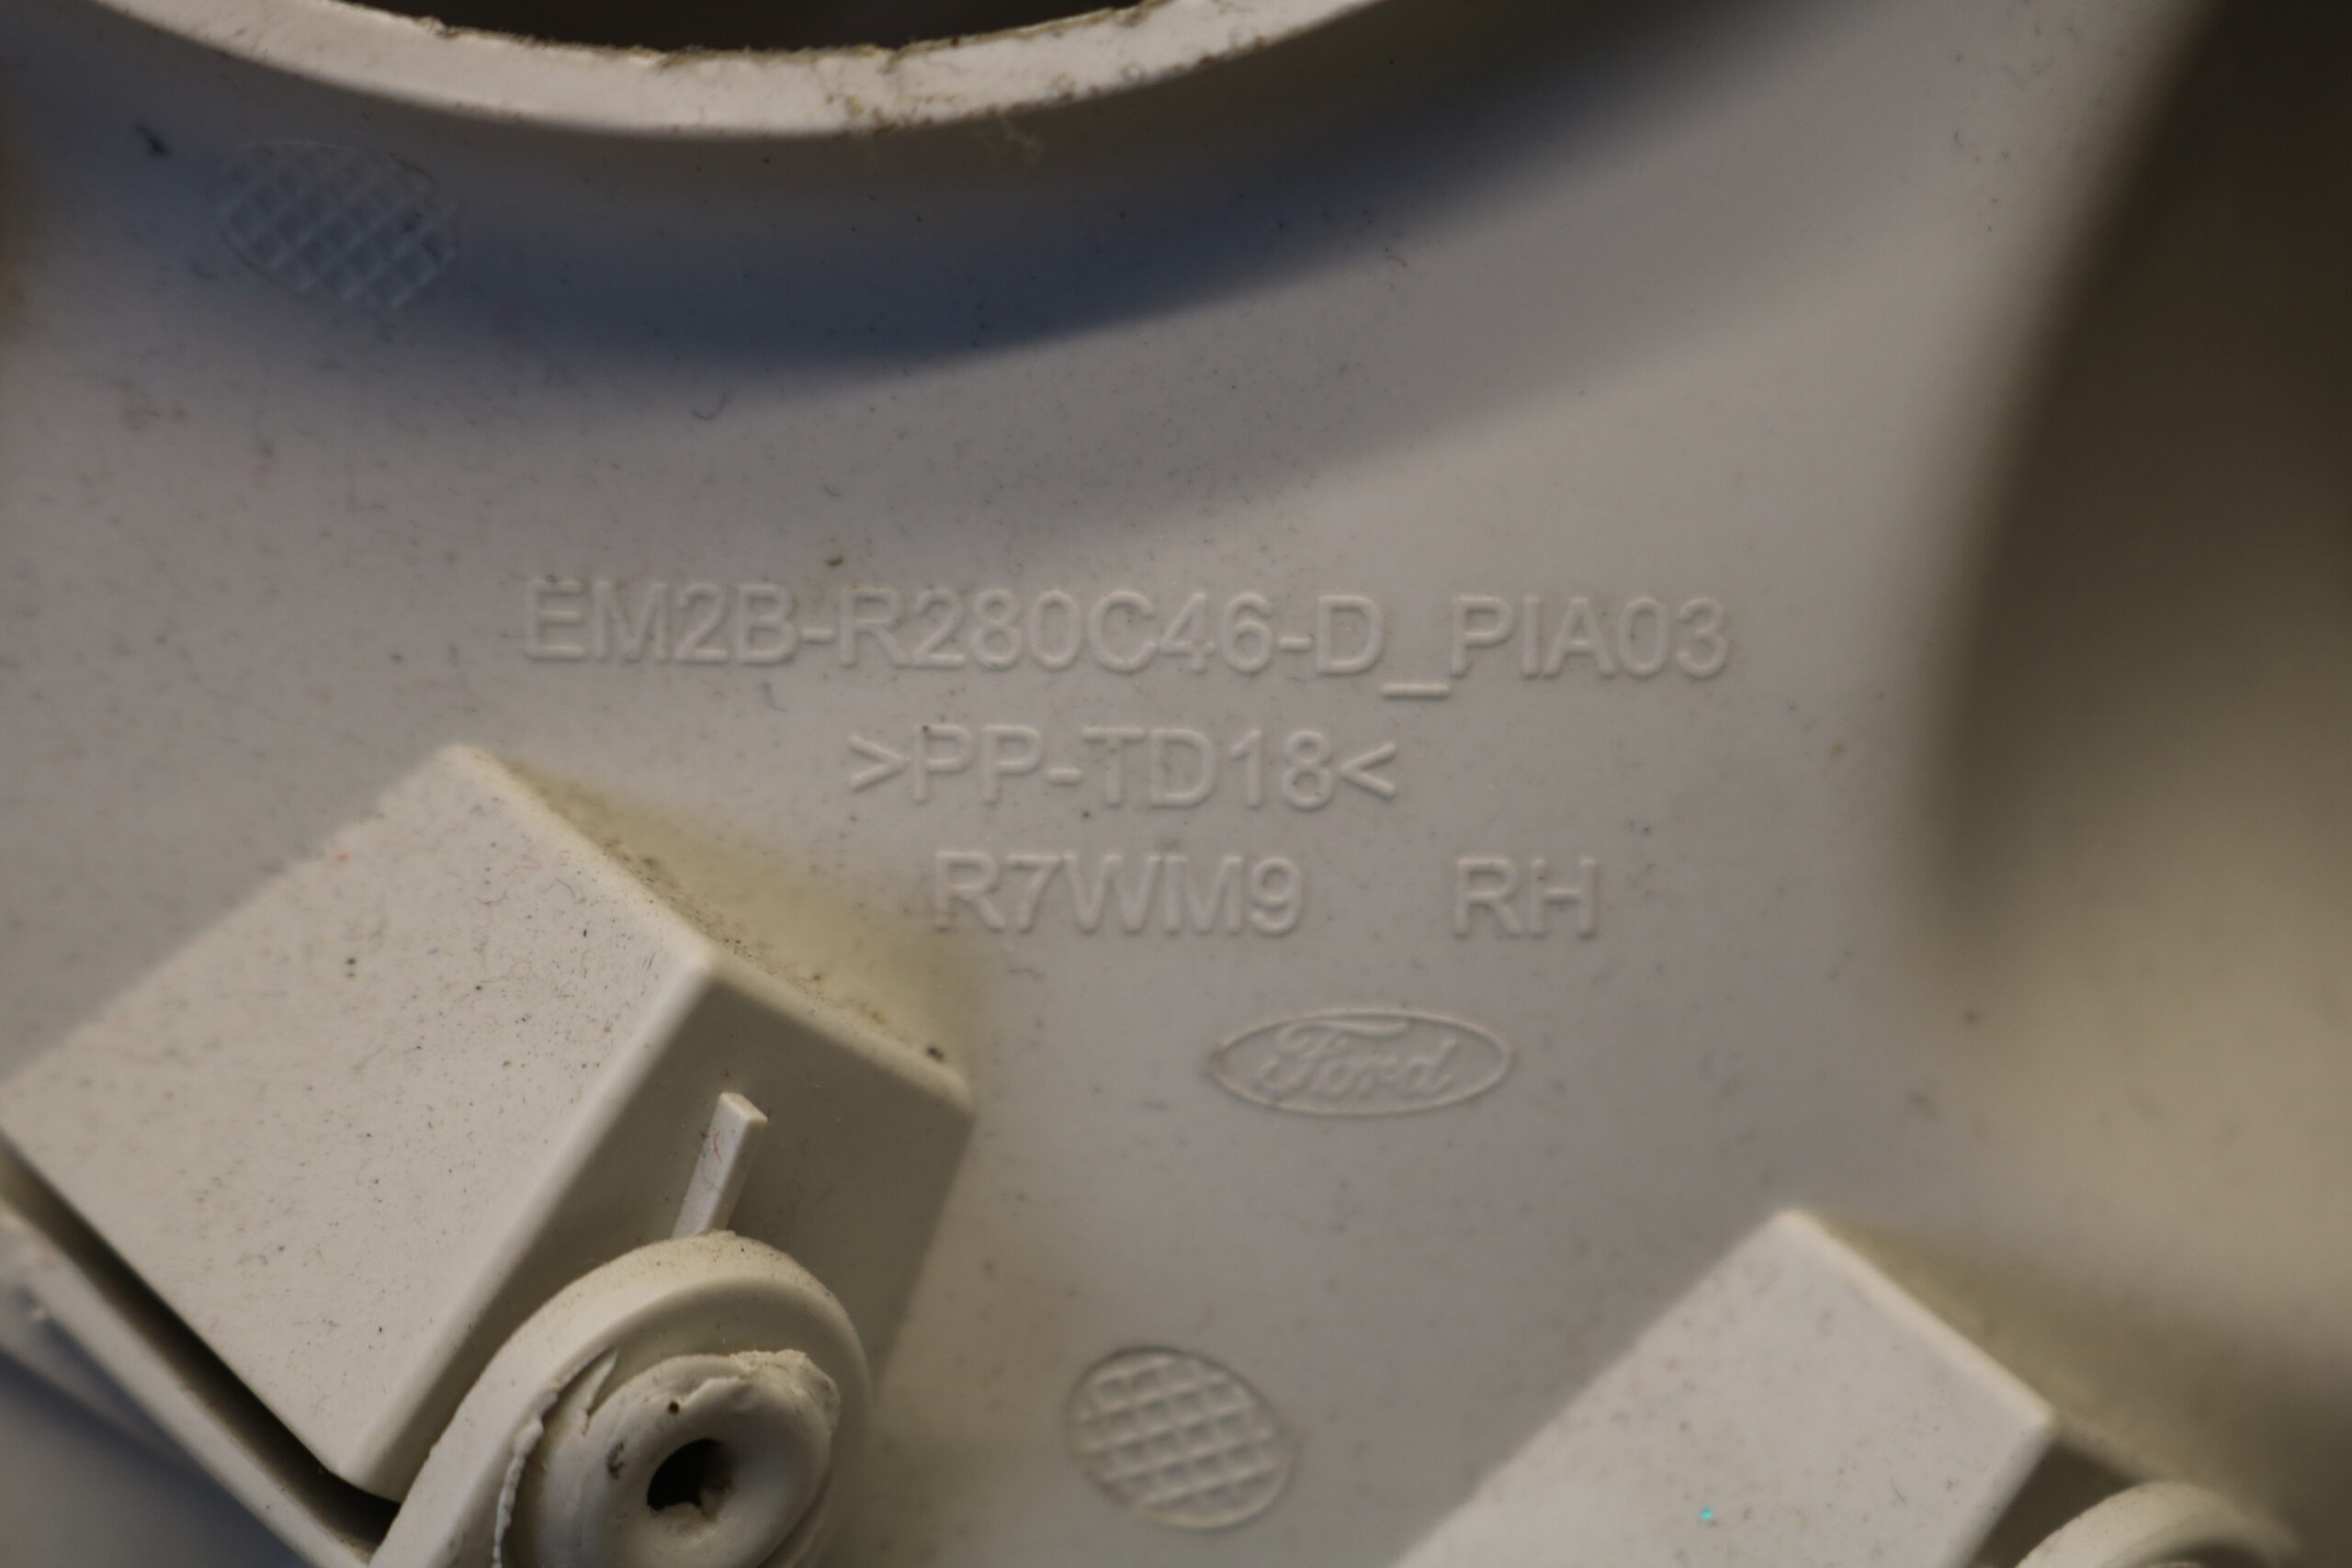 EM2B-R280C46-D_PIA03
>PP-TD18<
R7WM9 RH
Ford